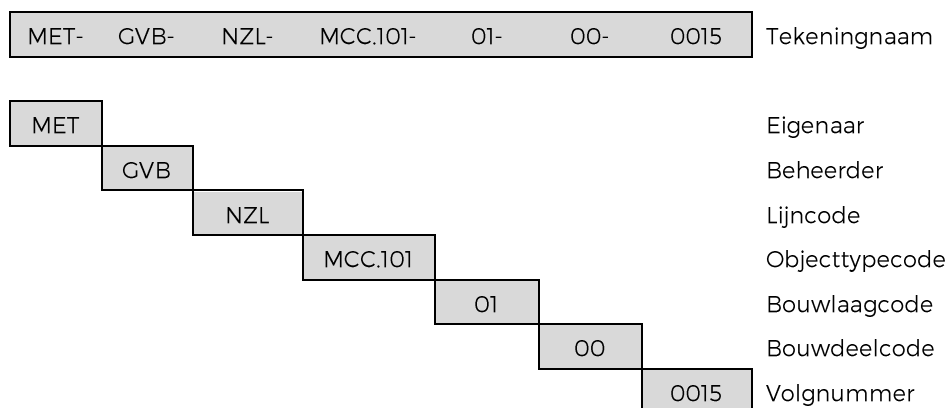 MET- GVB- NZL- MCC.101- 01- 00- 0015 Tekeningnaam
MET Eigenaar
GVB Beheerder
NZL Lijncode
MCC.101 Objecttypecode
01 Bouwlaagcode
00 Bouwdeelcode
0015 Volgnummer